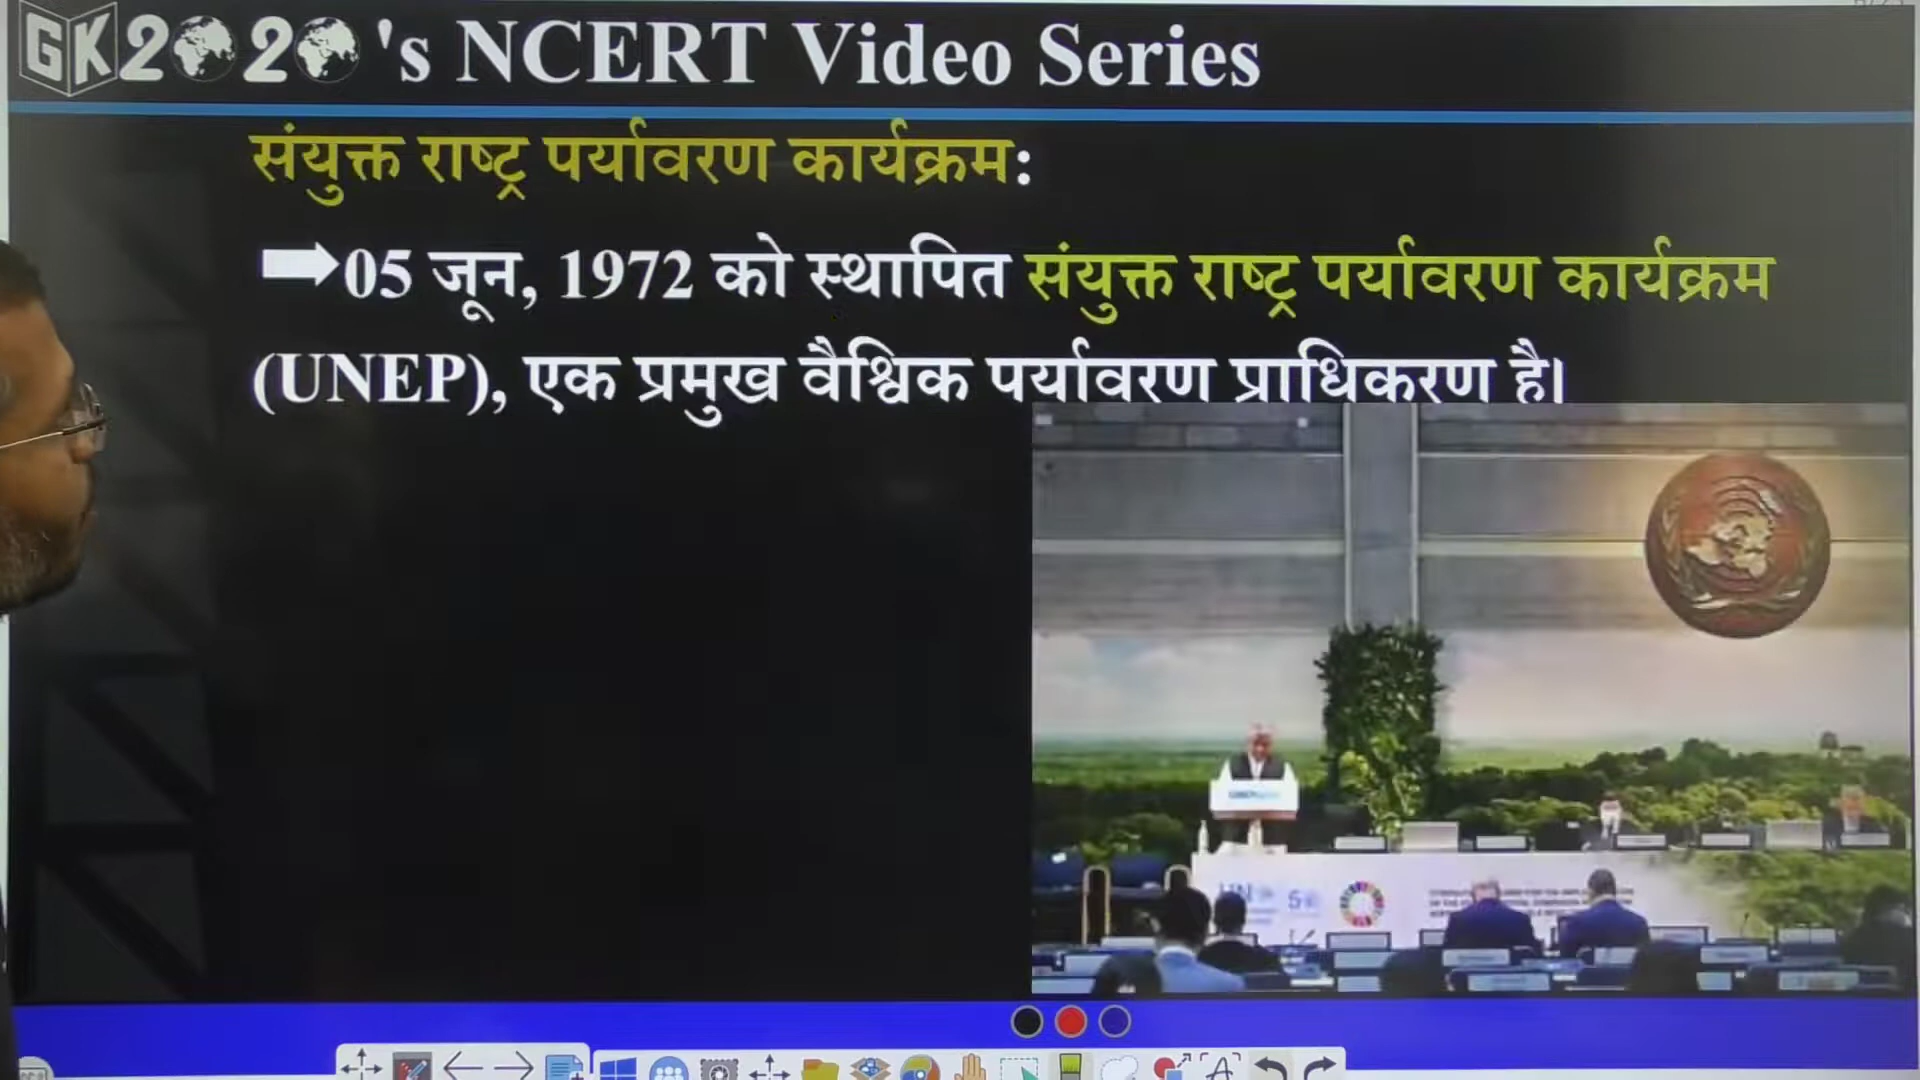 GK2020's NCERT Video Series
संयुक्त राष्ट्र पर्यावरण कार्यक्रम:
05 जून, 1972 को स्थापित संयुक्त राष्ट्र पर्यावरण कार्यक्रम
(UNEP), एक प्रमुख वैश्विक पर्यावरण प्राधिकरण है।